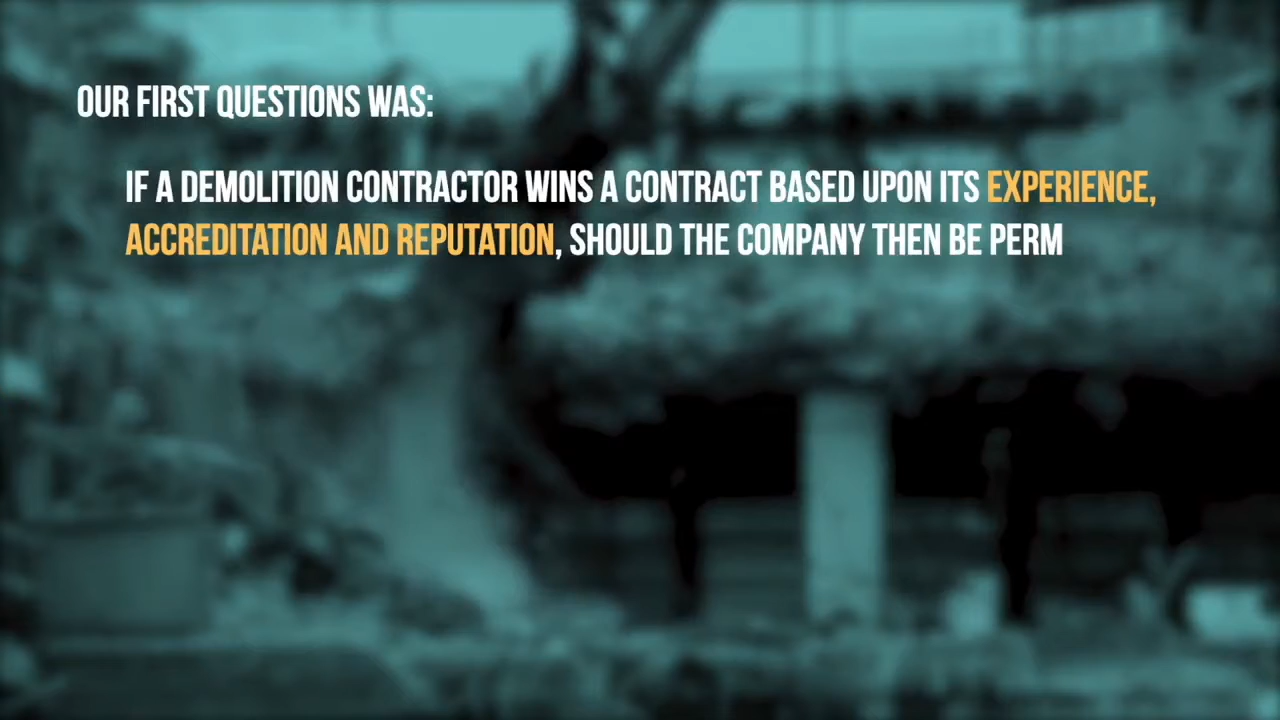 OUR FIRST QUESTIONS WAS:
IF A DEMOLITION CONTRACTOR WINS A CONTRACT BASED UPON ITS EXPERIENCE,
ACCREDITATION AND REPUTATION, SHOULD THE COMPANY THEN BE PERM